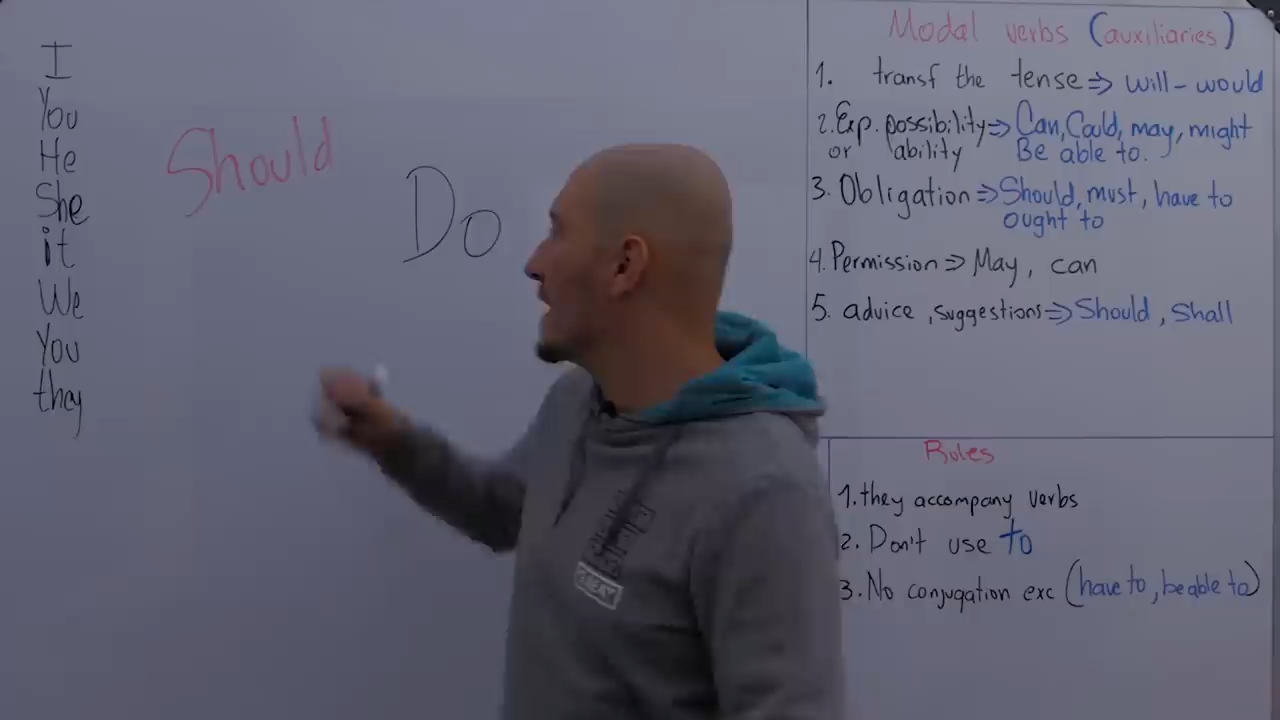 I
You
He
She
it
We
You
they
Should
Do
Modal verbs (auxiliaries)
1. transf the tense => will - would
2. Exp. possibility => Can, Could, may, might
or ability Be able to.
3. Obligation => Should, must, have to
ought to
4. Permission => May, can
5. advice, suggestions => Should, shall
Rules
1. they accompany verbs
2. Don't use to
3. No conjugation exc (have to, be able to)